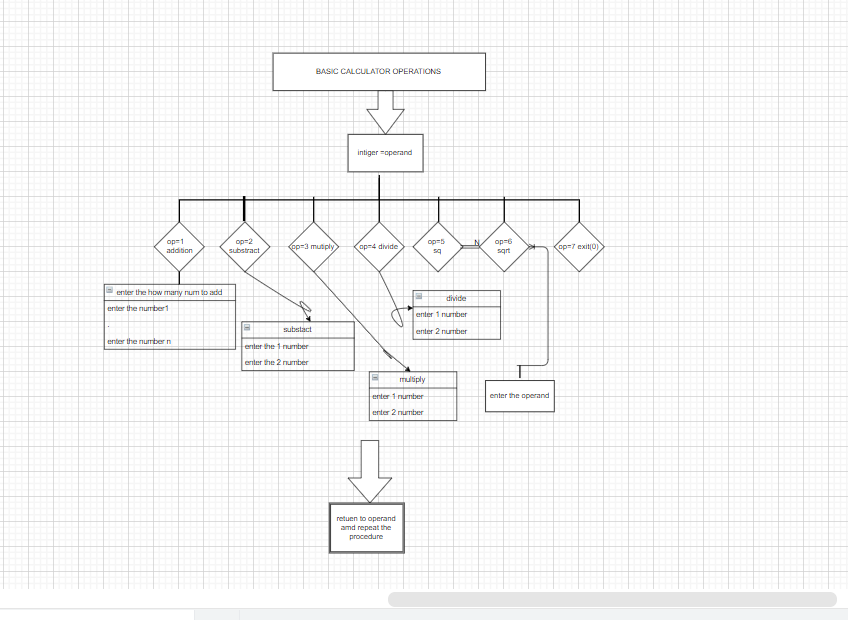 BASIC CALCULATOR OPERATIONS
intiger =operand
op=1
addition
op=2
substract
op=3 mutiply
op=4 divide
op=5
sq
N
op=6
sqrt
op=7 exit(0)
enter the how many num to add
enter the number1
.
enter the number n
substact
enter the 1 number
enter the 2 number
divide
enter 1 number
enter 2 number
multiply
enter 1 number
enter 2 number
enter the operand
retuen to operand
amd repeat the
procedure